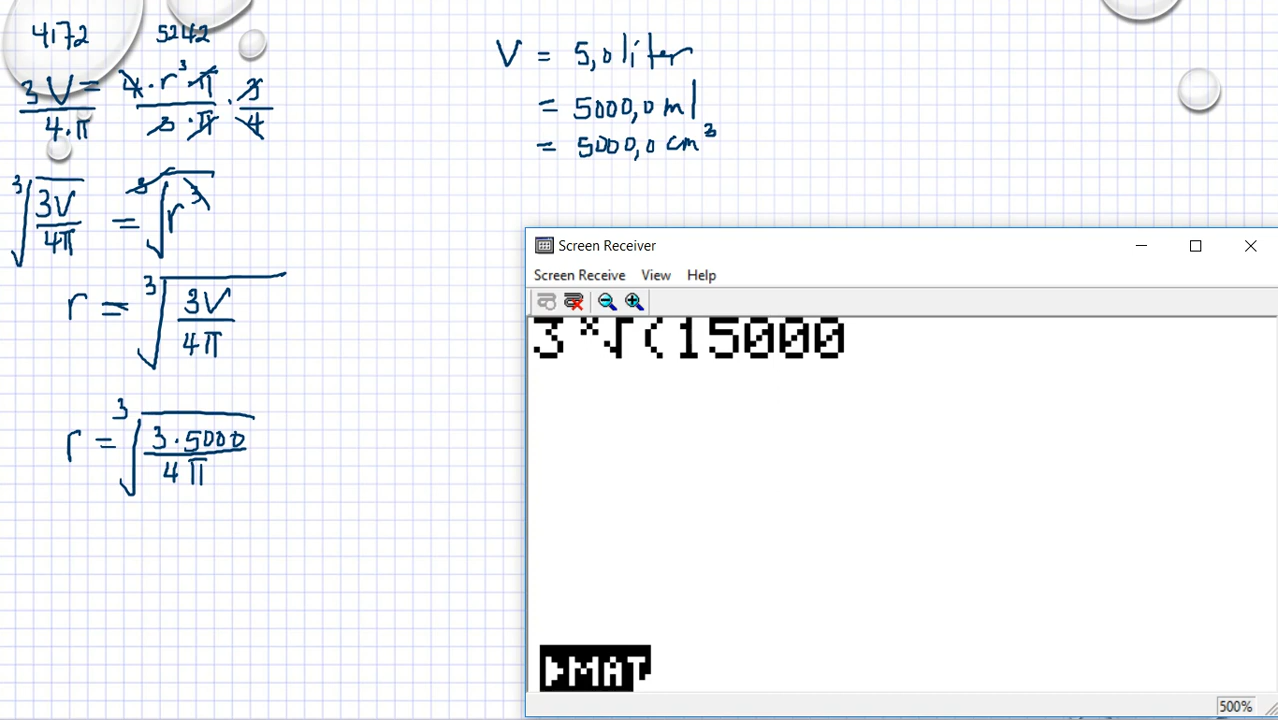 4172 5242
3V/4·π = 4·r³·π/3·π · 3/4
³√(3V/4π) = ³√(r³)
r = ³√(3V/4π)
r = ³√(3·5000/4π)
V = 5,0 liter
= 5000,0 ml
= 5000,0 cm³
Screen Receiver
Screen Receive View Help
3ˣ√(15000
▶MAT
500%